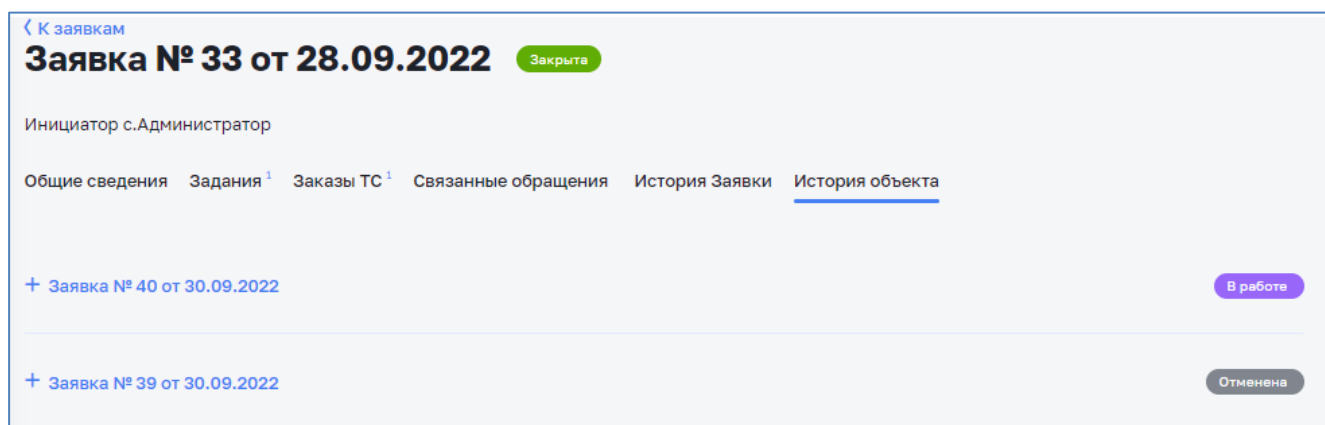 К заявкам
Заявка № 33 от 28.09.2022 Закрыта
Инициатор с.Администратор
Общие сведения Задания 1 Заказы ТС 1 Связанные обращения История Заявки История объекта
+ Заявка № 40 от 30.09.2022 В работе
+ Заявка № 39 от 30.09.2022 Отменена